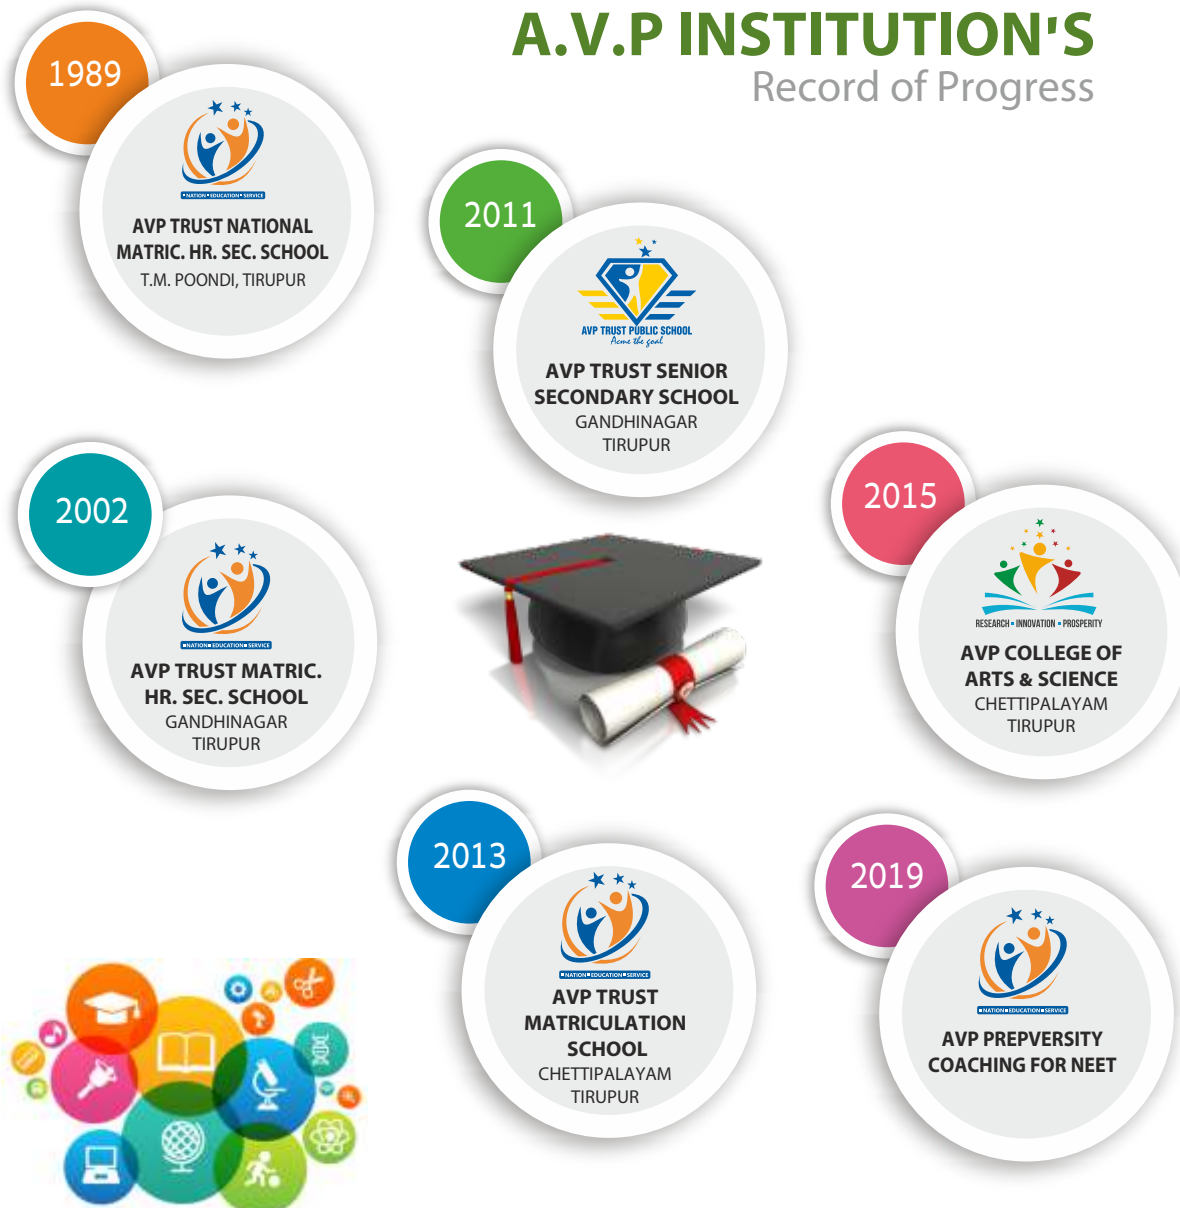 A.V.P INSTITUTION'S
Record of Progress
1989
▪NATION▪EDUCATION▪SERVICE
AVP TRUST NATIONAL
MATRIC. HR. SEC. SCHOOL
T.M. POONDI, TIRUPUR
2011
AVP TRUST PUBLIC SCHOOL
Acme the goal
AVP TRUST SENIOR
SECONDARY SCHOOL
GANDHINAGAR
TIRUPUR
2002
▪NATION▪EDUCATION▪SERVICE
AVP TRUST MATRIC.
HR. SEC. SCHOOL
GANDHINAGAR
TIRUPUR
2015
RESEARCH ▪ INNOVATION ▪ PROSPERITY
AVP COLLEGE OF
ARTS & SCIENCE
CHETTIPALAYAM
TIRUPUR
2013
▪NATION▪EDUCATION▪SERVICE
AVP TRUST
MATRICULATION
SCHOOL
CHETTIPALAYAM
TIRUPUR
2019
▪NATION▪EDUCATION▪SERVICE
AVP PREPVERSITY
COACHING FOR NEET